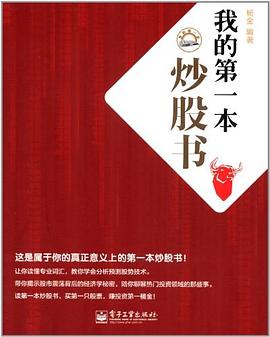 杨金 编著
我的第一本
炒股书
这是属于你的真正意义上的第一本炒股书！
让你读懂专业词汇，教你学会分析预测股势技术。
带你揭示股市震荡背后的经济学秘密，陪你聊聊热门投资领域的那些事。
读第一本炒股书，买第一只股票，赚投资第一桶金！
电子工业出版社